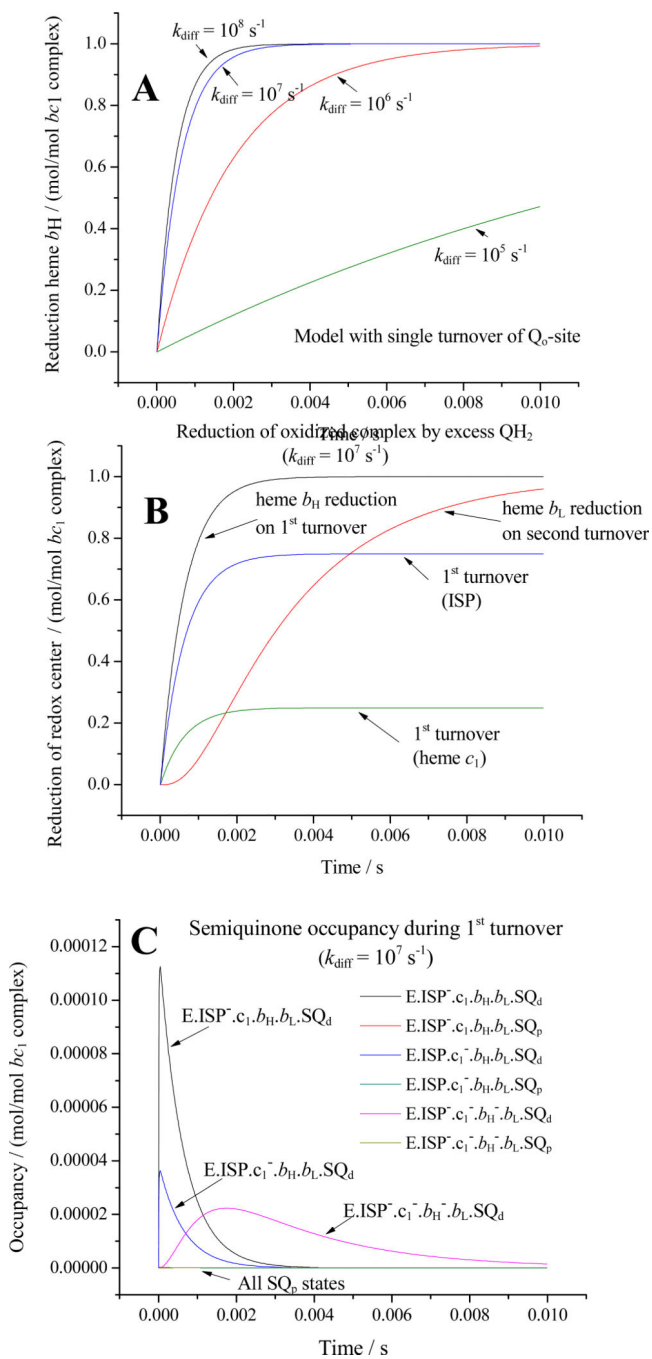 A
k_diff = 10^8 s^-1
k_diff = 10^7 s^-1
k_diff = 10^6 s^-1
k_diff = 10^5 s^-1
Model with single turnover of Q_o-site
Reduction heme b_H / (mol/mol bc_1 complex)
1.0
0.8
0.6
0.4
0.2
0.0
0.000 0.002 0.004 0.006 0.008 0.010
Time / s
Reduction of oxidized complex by excess QH_2
(k_diff = 10^7 s^-1)
B
heme b_H reduction
on 1^st turnover
heme b_L reduction
on second turnover
1^st turnover
(ISP)
1^st turnover
(heme c_1)
Reduction of redox center / (mol/mol bc_1 complex)
1.0
0.8
0.6
0.4
0.2
0.0
0.000 0.002 0.004 0.006 0.008 0.010
Time / s
C
Semiquinone occupancy during 1^st turnover
(k_diff = 10^7 s^-1)
E.ISP^-.c_1.b_H.b_L.SQ_d
E.ISP^-.c_1.b_H.b_L.SQ_d
E.ISP^-.c_1.b_H.b_L.SQ_p
E.ISP.c_1^-.b_H.b_L.SQ_d
E.ISP.c_1^-.b_H.b_L.SQ_p
E.ISP^-.c_1^-.b_H^-.b_L.SQ_d
E.ISP^-.c_1^-.b_H^-.b_L.SQ_p
E.ISP.c_1^-.b_H.b_L.SQ_d
E.ISP^-.c_1^-.b_H^-.b_L.SQ_d
All SQ_p states
Occupancy / (mol/mol bc_1 complex)
0.00012
0.00010
0.00008
0.00006
0.00004
0.00002
0.00000
0.000 0.002 0.004 0.006 0.008 0.010
Time / s